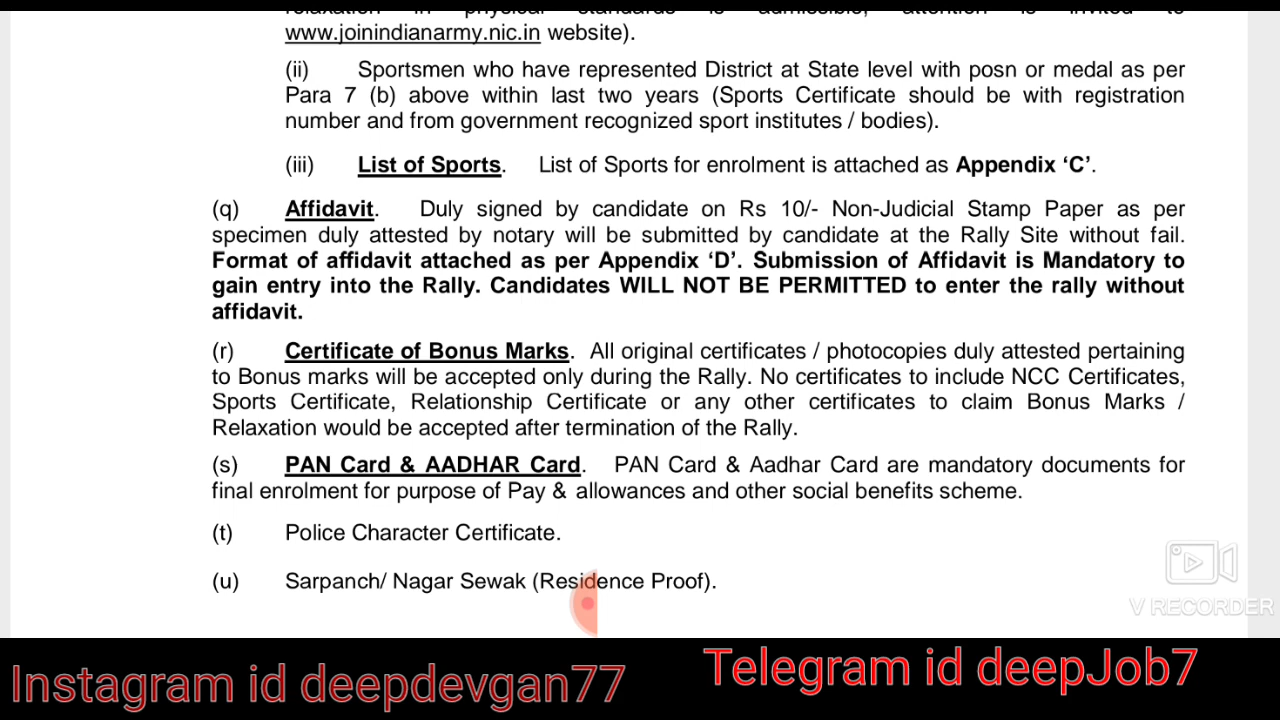 relaxation in physical standards is admissible, attention is invited to
www.joinindianarmy.nic.in website).
(ii) Sportsmen who have represented District at State level with posn or medal as per
Para 7 (b) above within last two years (Sports Certificate should be with registration
number and from government recognized sport institutes / bodies).
(iii) List of Sports. List of Sports for enrolment is attached as Appendix ‘C’.
(q) Affidavit. Duly signed by candidate on Rs 10/- Non-Judicial Stamp Paper as per
specimen duly attested by notary will be submitted by candidate at the Rally Site without fail.
Format of affidavit attached as per Appendix ‘D’. Submission of Affidavit is Mandatory to
gain entry into the Rally. Candidates WILL NOT BE PERMITTED to enter the rally without
affidavit.
(r) Certificate of Bonus Marks. All original certificates / photocopies duly attested pertaining
to Bonus marks will be accepted only during the Rally. No certificates to include NCC Certificates,
Sports Certificate, Relationship Certificate or any other certificates to claim Bonus Marks /
Relaxation would be accepted after termination of the Rally.
(s) PAN Card & AADHAR Card. PAN Card & Aadhar Card are mandatory documents for
final enrolment for purpose of Pay & allowances and other social benefits scheme.
(t) Police Character Certificate.
(u) Sarpanch/ Nagar Sewak (Residence Proof).
V RECORDER
Instagram id deepdevgan77
Telegram id deepJob7